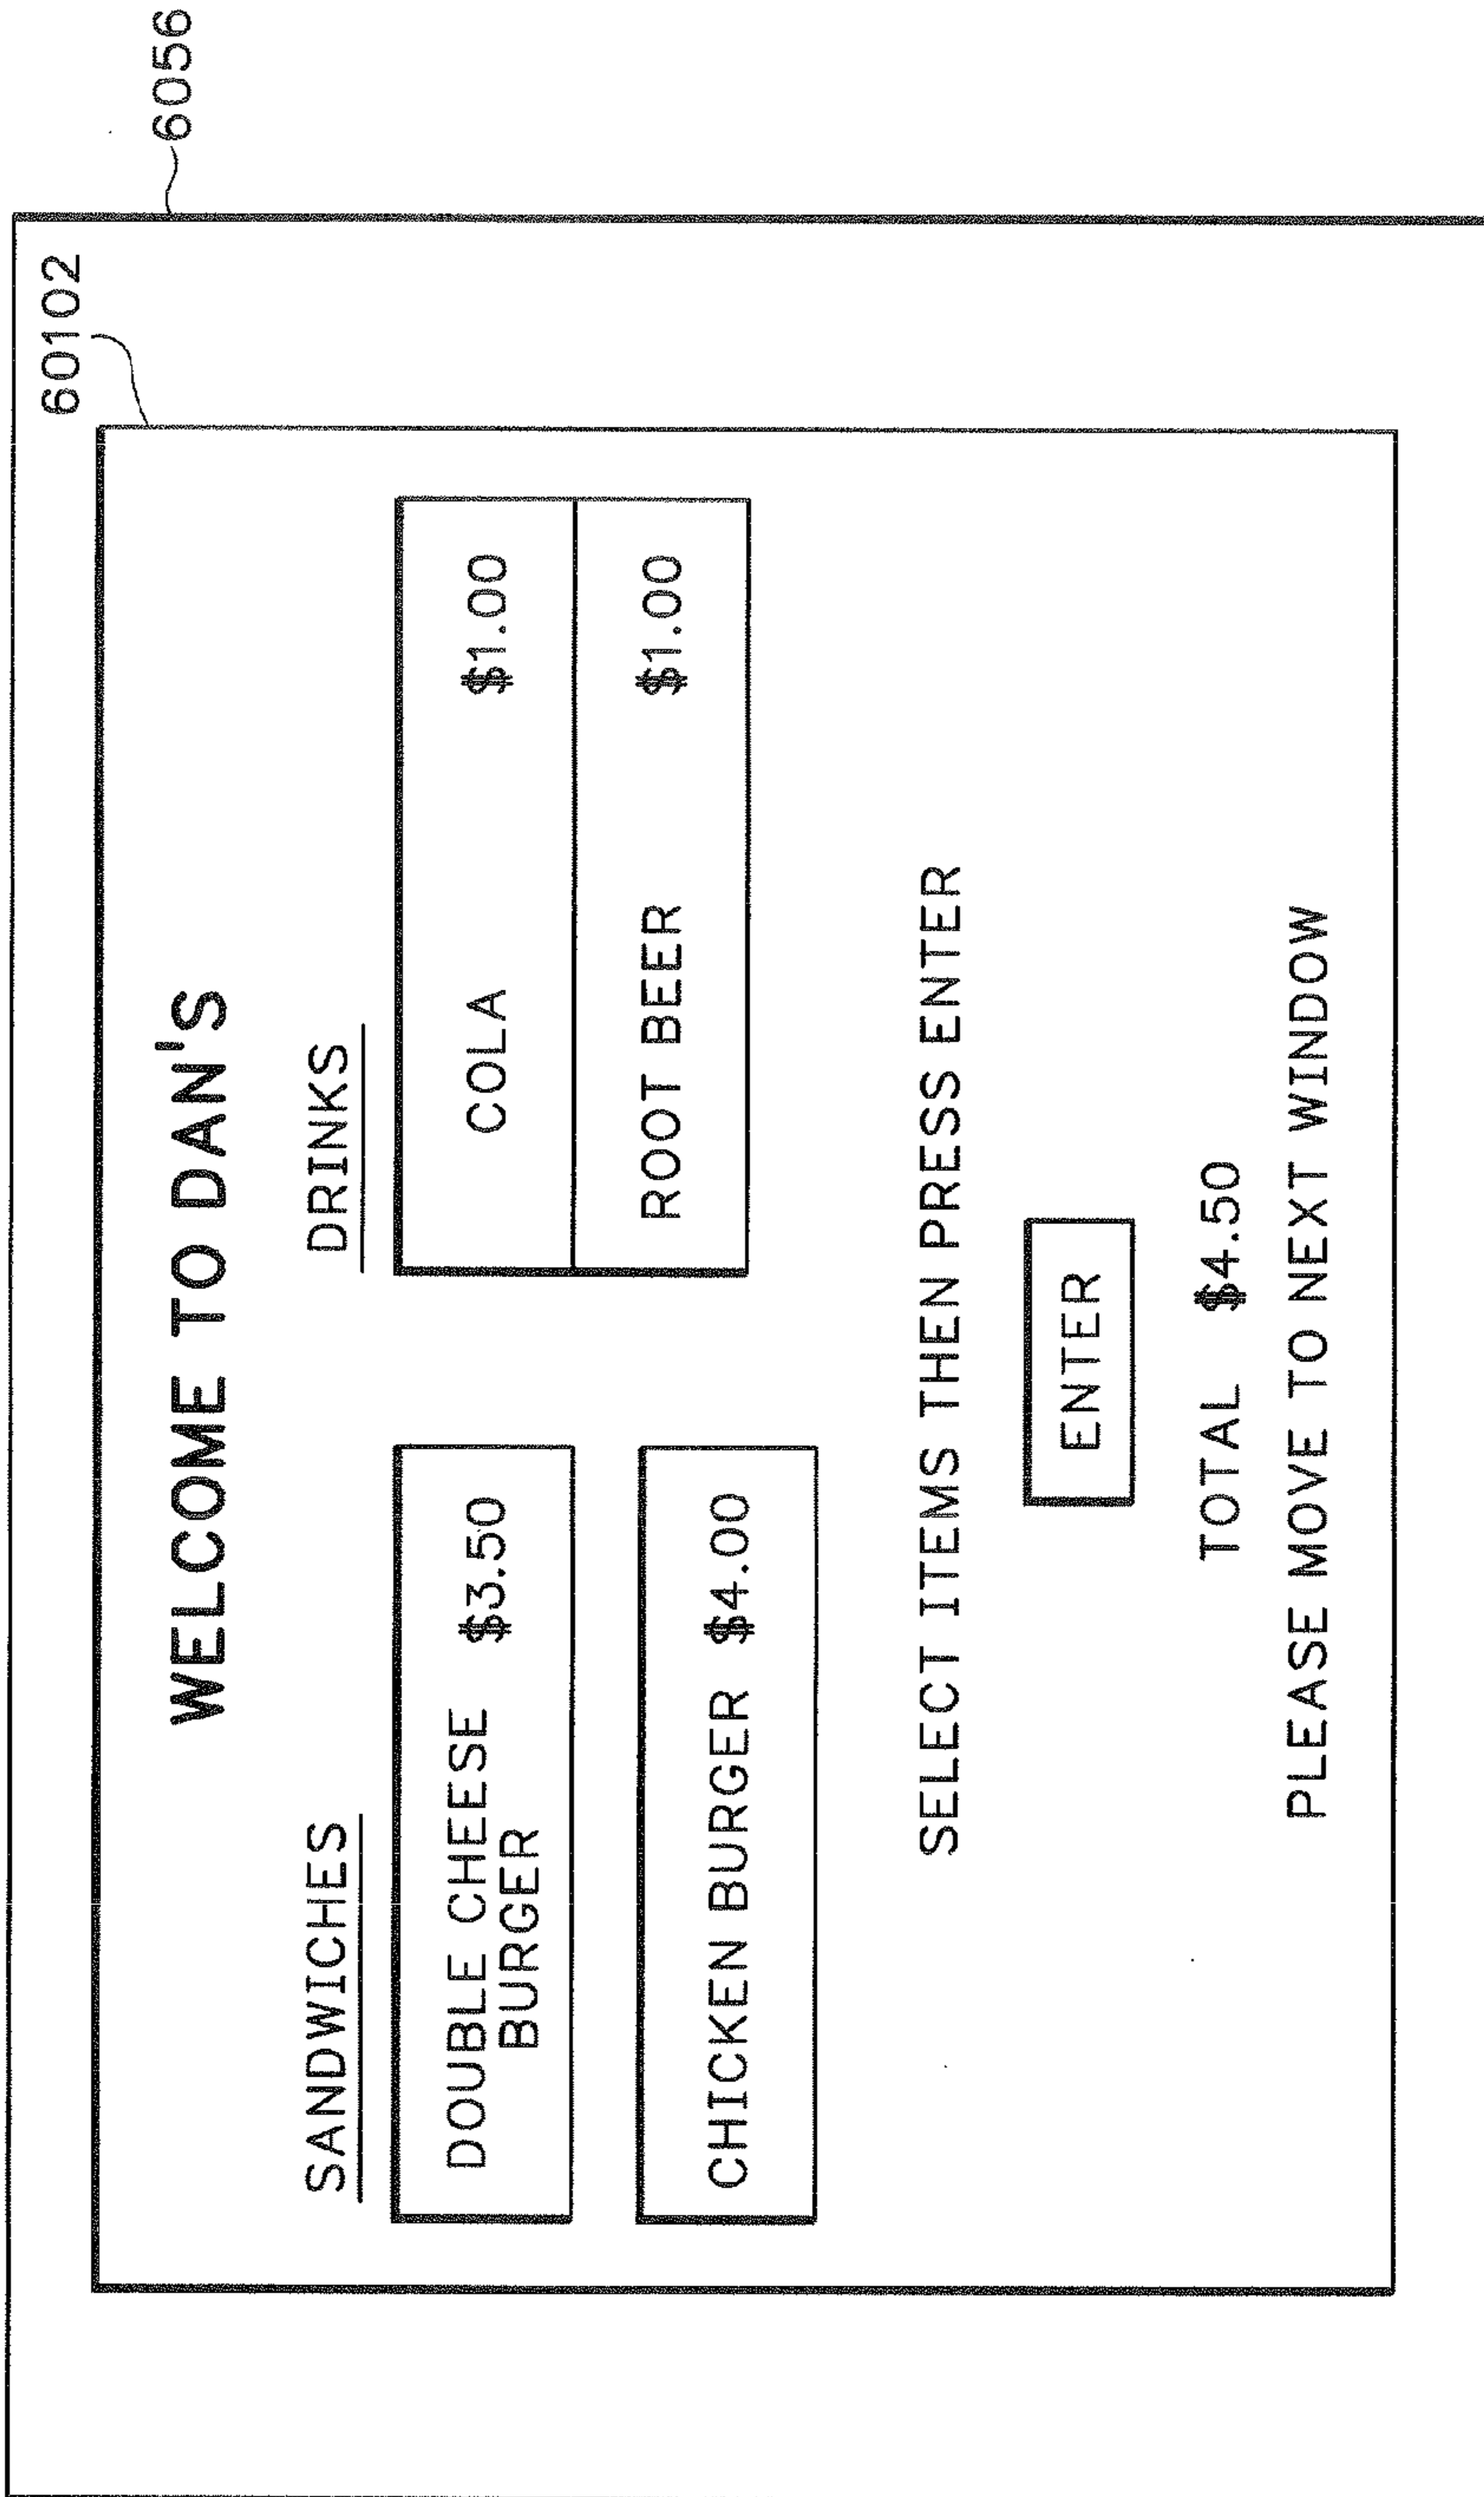 6056
60102
WELCOME TO DAN'S
SANDWICHES
DOUBLE CHEESE $3.50
BURGER
CHICKEN BURGER $4.00
DRINKS
COLA $1.00
ROOT BEER $1.00
SELECT ITEMS THEN PRESS ENTER
ENTER
TOTAL $4.50
PLEASE MOVE TO NEXT WINDOW